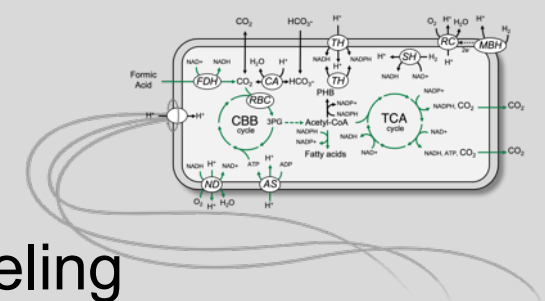 CO₂ HCO₃⁻ H⁺ O₂ H⁺ H₂O H⁺ H₂
TH RC MBH
2e⁻
H⁺
NADH NADPH
H⁺ SH H₂
NAD+ NADH H₂O H⁺ H⁺
Formic Acid FDH CO₂ CA HCO₃⁻ TH NADH NAD+
PHB
RBC
NADP+
NADPH
NADP+
NADPH, CO₂ CO₂
H⁺ H⁺
CBB cycle 3PG Acetyl-CoA TCA cycle
NADPH
NADP+
NADH
NAD+
NAD+
Fatty acids
NADH, ATP, CO₂ CO₂
NADH H⁺ NAD+ ATP H⁺ ADP
ND AS
O₂ H⁺ H₂O H⁺
eling